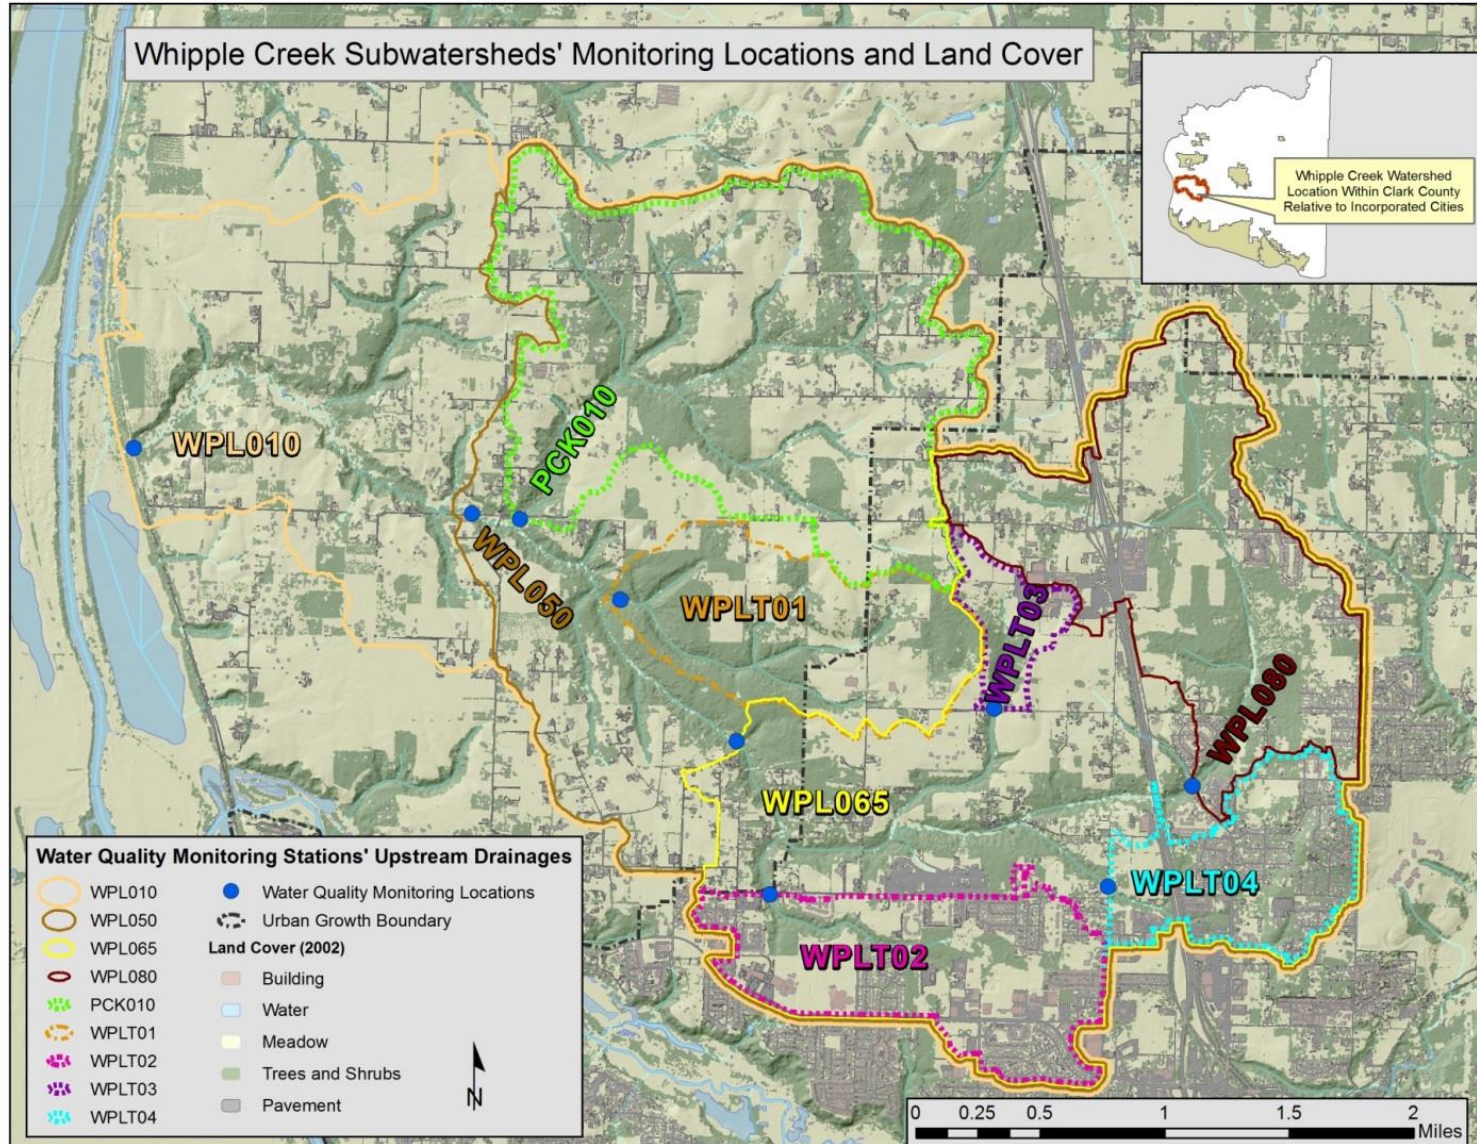 Whipple Creek Subwatersheds' Monitoring Locations and Land Cover
Whipple Creek Watershed
Location Within Clark County
Relative to Incorporated Cities
WPL010
PCK010
WPL050
WPLT01
WPLT03
WPL080
WPL065
WPLT04
WPLT02
Water Quality Monitoring Stations' Upstream Drainages
WPL010
WPL050
WPL065
WPL080
PCK010
WPLT01
WPLT02
WPLT03
WPLT04
Water Quality Monitoring Locations
Urban Growth Boundary
Land Cover (2002)
Building
Water
Meadow
Trees and Shrubs
Pavement
N
0 0.25 0.5 1 1.5 2
Miles